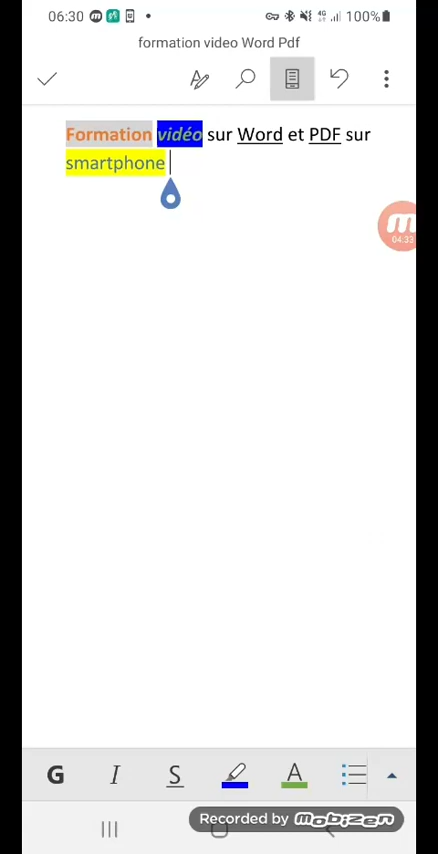 06:30 4G 100%
formation video Word Pdf
Formation vidéo sur Word et PDF sur
smartphone
04:33
G I S A
Recorded by MOBIZEN